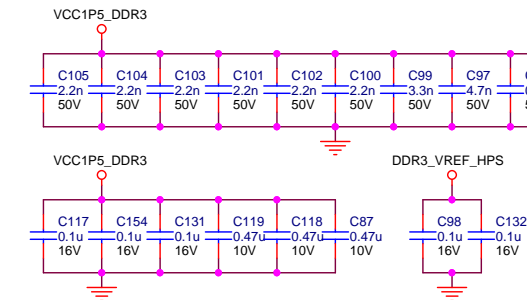 VCC1P5_DDR3
C105 C104 C103 C101 C102 C100 C99 C97
2.2n 2.2n 2.2n 2.2n 2.2n 2.2n 3.3n 4.7n
50V 50V 50V 50V 50V 50V 50V 50V
VCC1P5_DDR3 DDR3_VREF_HPS
C117 C154 C131 C119 C118 C87 C98 C132
0.1u 0.1u 0.1u 0.47u 0.47u 0.47u 0.1u 0.1u
16V 16V 16V 10V 10V 10V 16V 16V